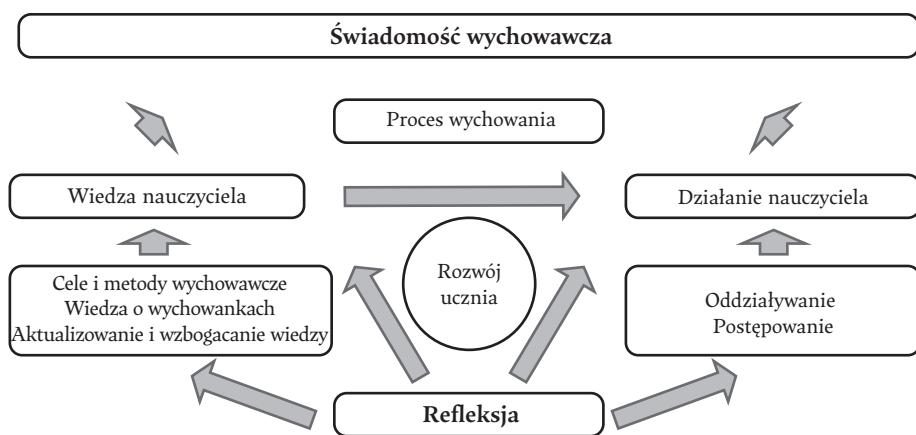 Świadomość wychowawcza
Proces wychowania
Wiedza nauczyciela
Działanie nauczyciela
Cele i metody wychowawcze
Wiedza o wychowankach
Aktualizowanie i wzbogacanie wiedzy
Rozwój
ucznia
Oddziaływanie
Postępowanie
Refleksja